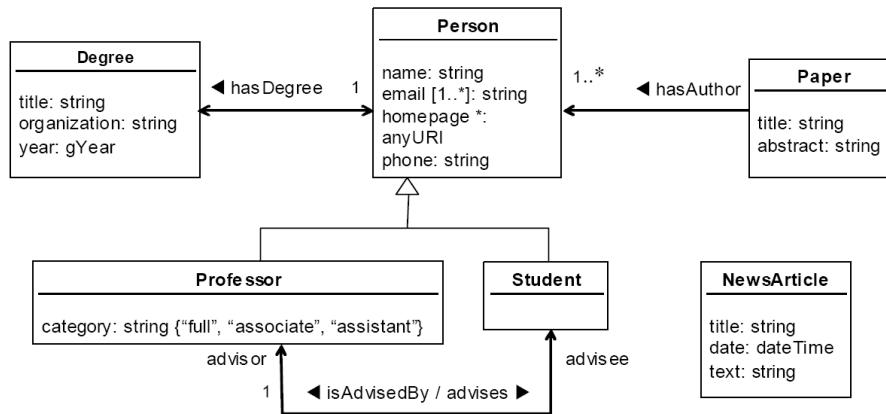 Person
name: string
email [1..*]: string
homepage *:
anyURI
phone: string
Degree
title: string
organization: string
year: gYear
◀ hasDegree 1
1..* ◀ hasAuthor
Paper
title: string
abstract: string
Professor
category: string {“full”, “associate”, “assistant”}
Student
NewsArticle
title: string
date: dateTime
text: string
advisor
advisee
1 ◀ isAdvisedBy / advises ▶